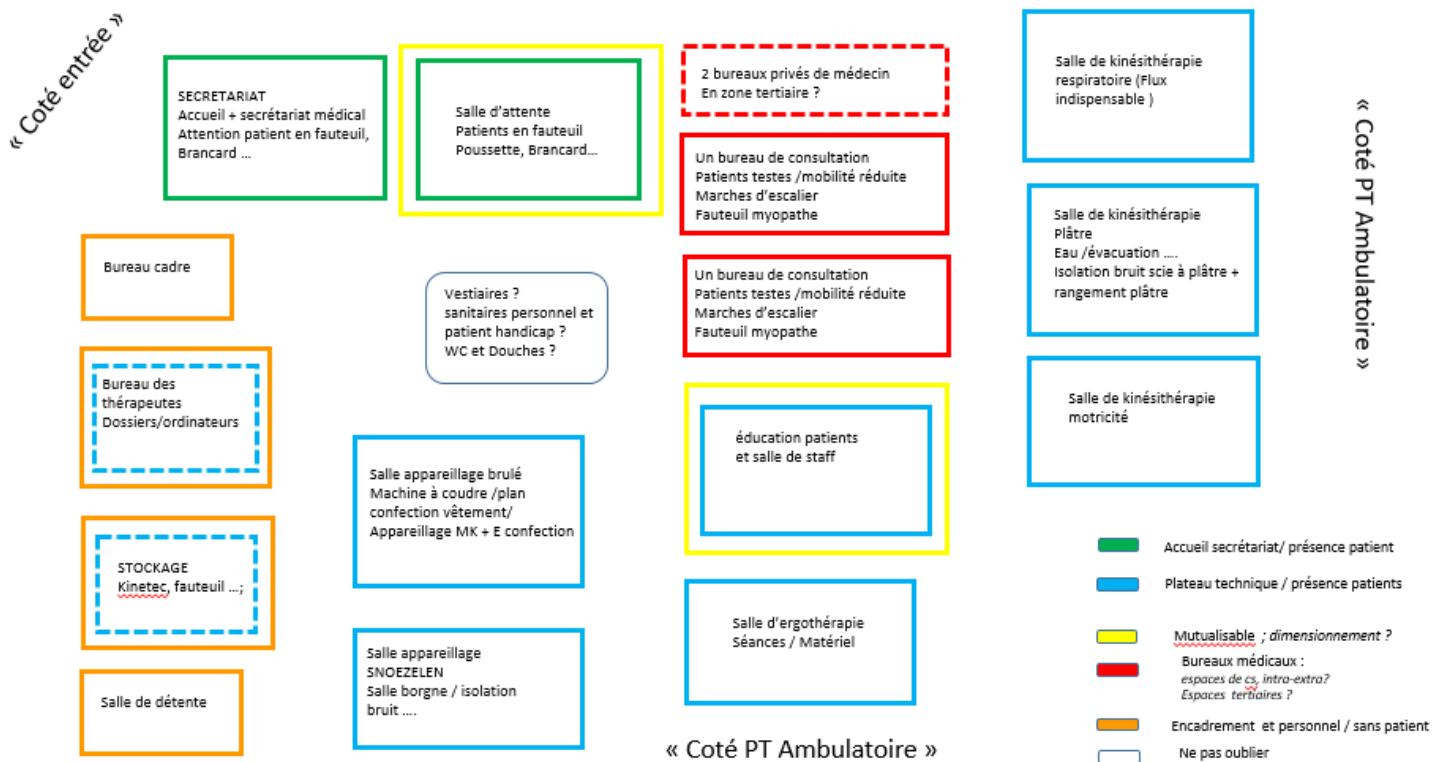 « Coté entrée »
SECRETARIAT
Accueil + secrétariat médical
Attention patient en fauteuil,
Brancard ...
Salle d'attente
Patients en fauteuil
Poussette, Brancard...
2 bureaux privés de médecin
En zone tertiaire ?
Un bureau de consultation
Patients testes /mobilité réduite
Marches d'escalier
Fauteuil myopathe
Un bureau de consultation
Patients testes /mobilité réduite
Marches d'escalier
Fauteuil myopathe
Salle de kinésithérapie
respiratoire (Flux
indispensable )
Salle de kinésithérapie
Plâtre
Eau /évacuation ....
Isolation bruit scie à plâtre +
rangement plâtre
Salle de kinésithérapie
motricité
« Coté PT Ambulatoire »
Bureau cadre
Vestiaires ?
sanitaires personnel et
patient handicap ?
WC et Douches ?
Bureau des
thérapeutes
Dossiers/ordinateurs
STOCKAGE
Kinetec, fauteuil ...;
Salle de détente
Salle appareillage brulé
Machine à coudre /plan
confection vêtement/
Appareillage MK + E confection
Salle appareillage
SNOEZELEN
Salle borgne / isolation
bruit ....
éducation patients
et salle de staff
Salle d'ergothérapie
Séances / Matériel
« Coté PT Ambulatoire »
Accueil secrétariat/ présence patient
Plateau technique / présence patients
Mutualisable ; dimensionnement ?
Bureaux médicaux :
espaces de cs, intra-extra?
Espaces tertiaires ?
Encadrement et personnel / sans patient
Ne pas oublier